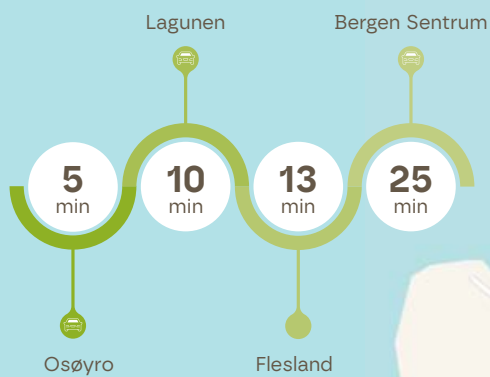 Lagunen
Bergen Sentrum
5
min
10
min
13
min
25
min
Osøyro
Flesland